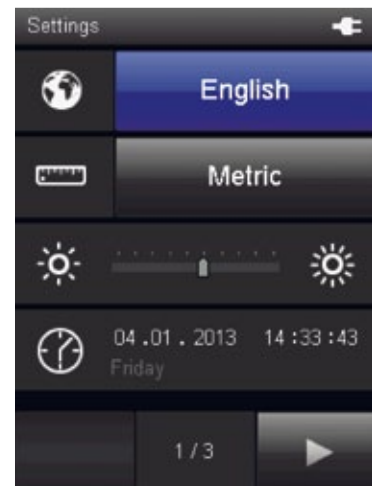 Settings
English
Metric
04 .01 . 2013 14 :33 :43
Friday
1 / 3